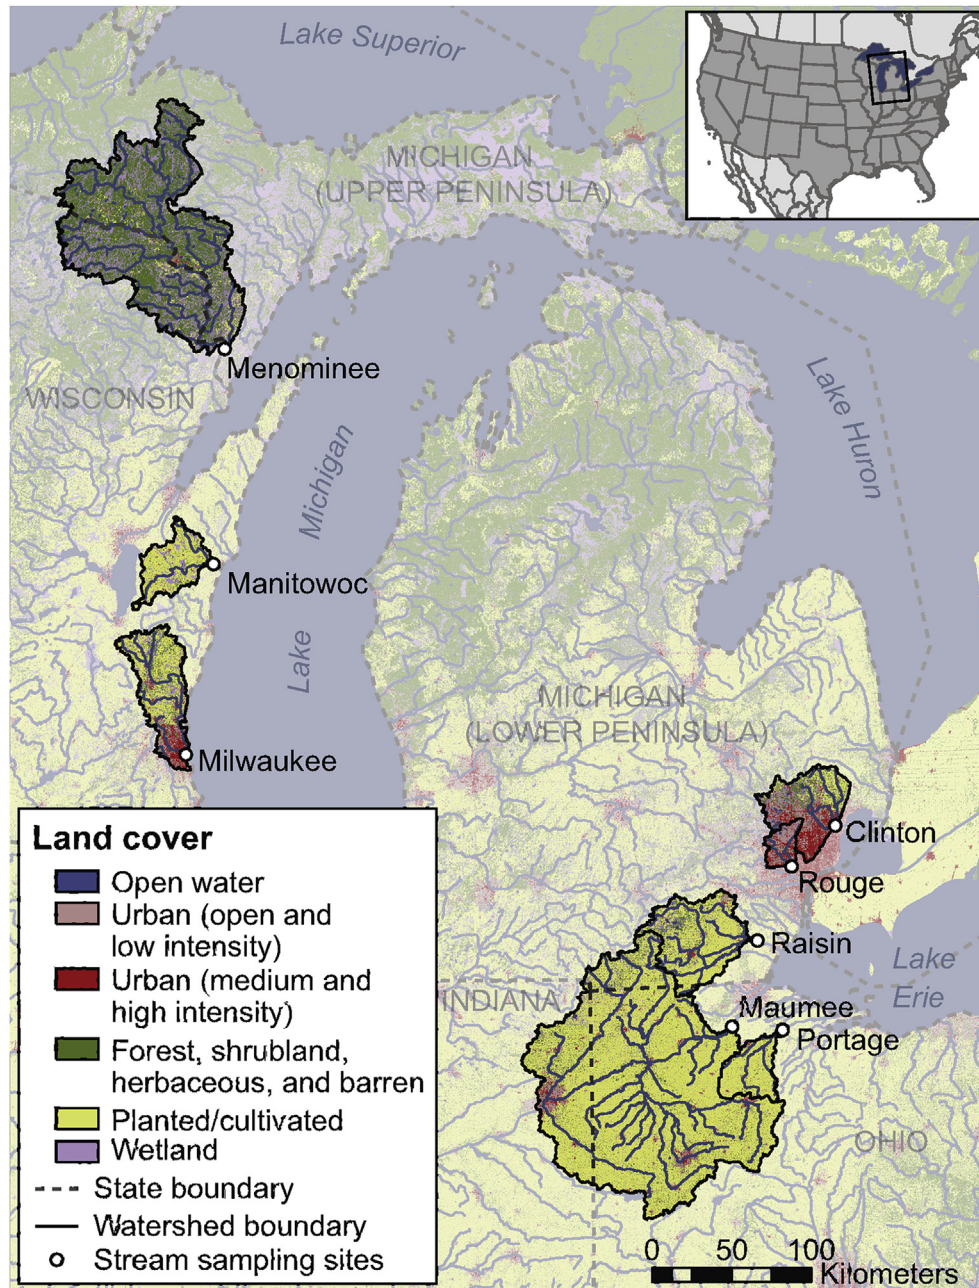 Lake Superior
MICHIGAN
(UPPER PENINSULA)
Menominee
WISCONSIN
Lake Huron
Michigan
Lake
Manitowoc
MICHIGAN
(LOWER PENINSULA)
Milwaukee
Clinton
Rouge
Raisin
Lake
Erie
INDIANA
Maumee
Portage
OHIO
Land cover
Open water
Urban (open and
low intensity)
Urban (medium and
high intensity)
Forest, shrubland,
herbaceous, and barren
Planted/cultivated
Wetland
State boundary
Watershed boundary
Stream sampling sites
0 50 100
Kilometers